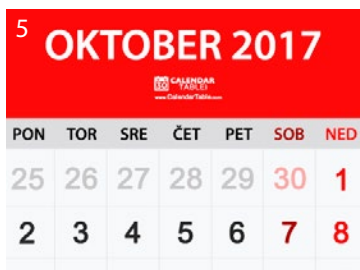 5
OKTOBER 2017
CALENDAR
TABLE!
www.CalendarTable.com
PON TOR SRE ČET PET SOB NED
25 26 27 28 29 30 1
2 3 4 5 6 7 8